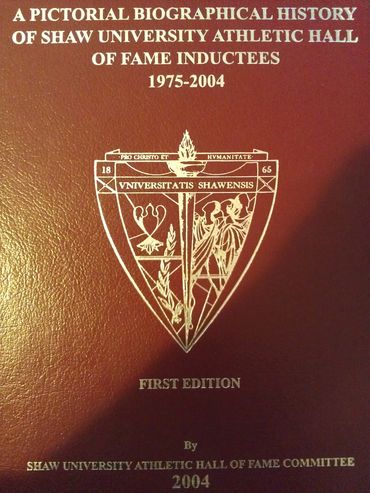 A PICTORIAL BIOGRAPHICAL HISTORY
OF SHAW UNIVERSITY ATHLETIC HALL
OF FAME INDUCTEES
1975-2004
PRO CHRISTO ET HVMANITATE
18 65
VNIVERSITATIS SHAWENSIS
FIRST EDITION
By
SHAW UNIVERSITY ATHLETIC HALL OF FAME COMMITTEE
2004